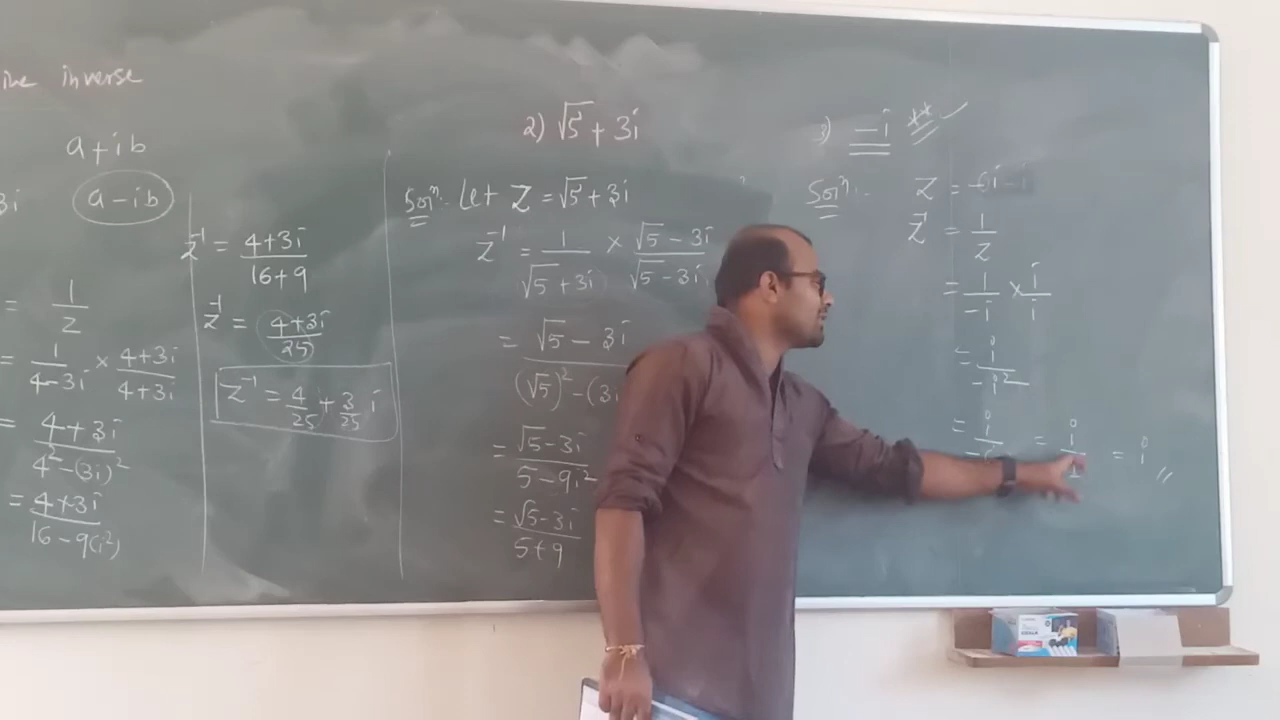 inverse
a+ib
3i
a-ib
= 1/z
= 1/4-3i × 4+3i/4+3i
= 4+3i/4²-(3i)²
= 4+3i/16-9(i²)
z⁻¹ = 4+3i/16+9
z⁻¹ = 4+3i/25
z⁻¹ = 4/25 + 3/25 i
2) √5 + 3i
Solⁿ:- Let Z = √5 + 3i
z⁻¹ = 1/√5+3i × √5-3i/√5-3i
= √5-3i/(√5)²-(3i
= √5-3i/5-9i²
= √5-3i/5+9
3) -i **
Solⁿ:-
z⁻¹ = 1/z
= 1/-i × i/i
= i/-i²
= i = i = i //